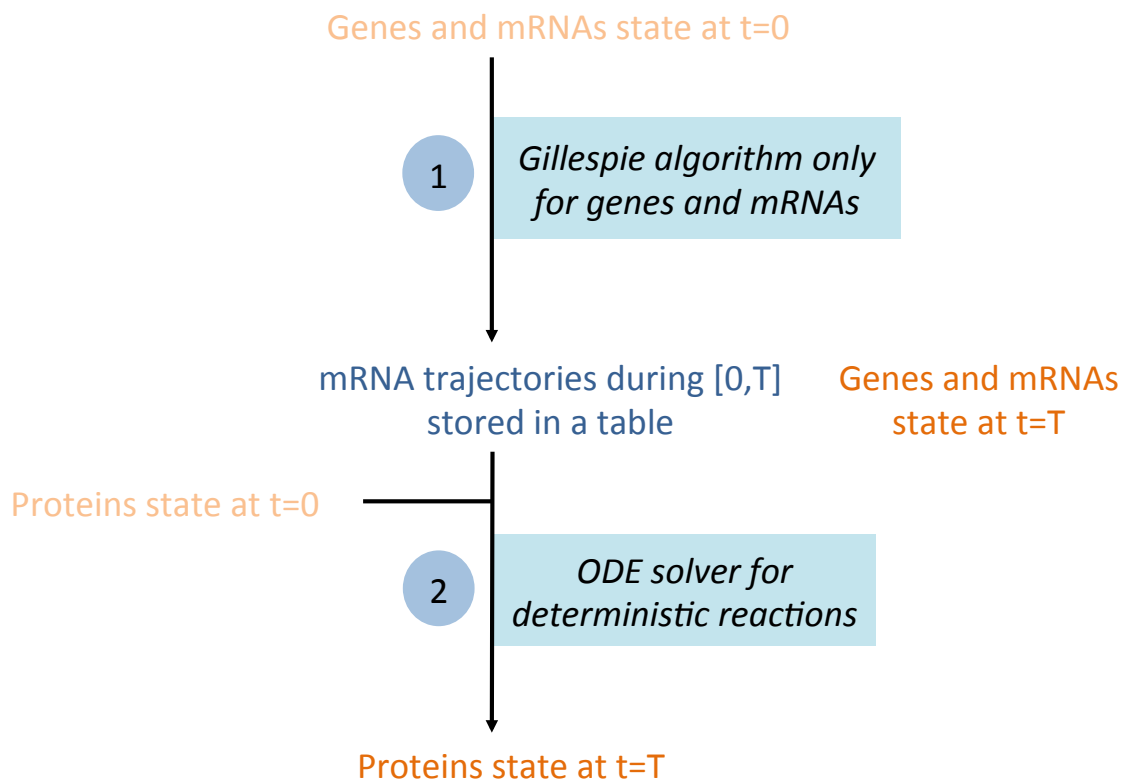 Genes and mRNAs state at t=0
1
Gillespie algorithm only
for genes and mRNAs
mRNA trajectories during [0,T]
stored in a table
Genes and mRNAs
state at t=T
Proteins state at t=0
2
ODE solver for
deterministic reactions
Proteins state at t=T